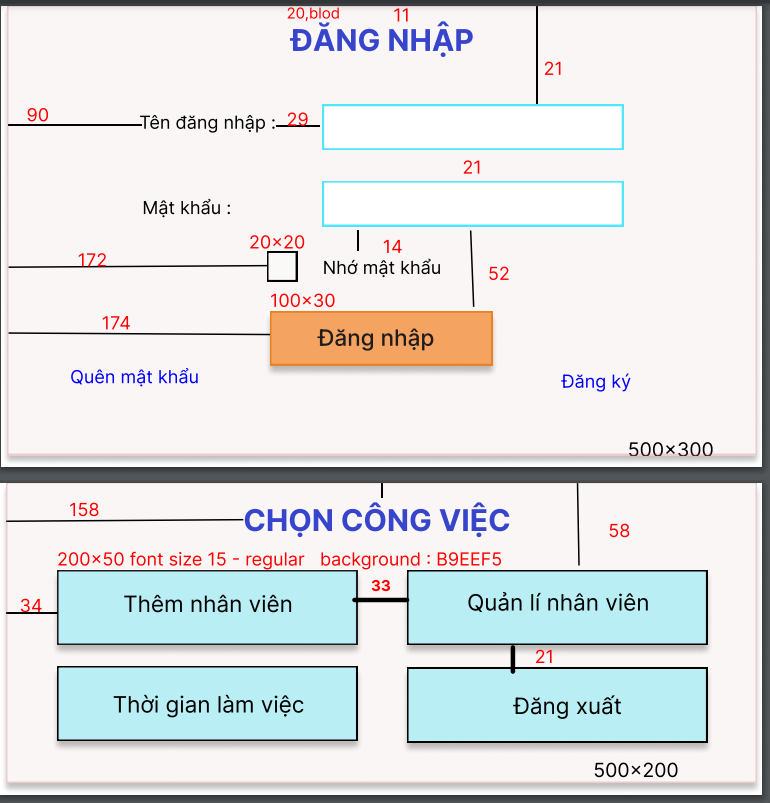 20,blod 11
ĐĂNG NHẬP
21
90 Tên đăng nhập : 29
21
Mật khẩu :
20×20 14
172 Nhớ mật khẩu 52
100×30
174 Đăng nhập
Quên mật khẩu Đăng ký
500×300
158 CHỌN CÔNG VIỆC 58
200×50 font size 15 - regular background : B9EEF5
34 Thêm nhân viên 33 Quản lí nhân viên
21
Thời gian làm việc Đăng xuất
500×200